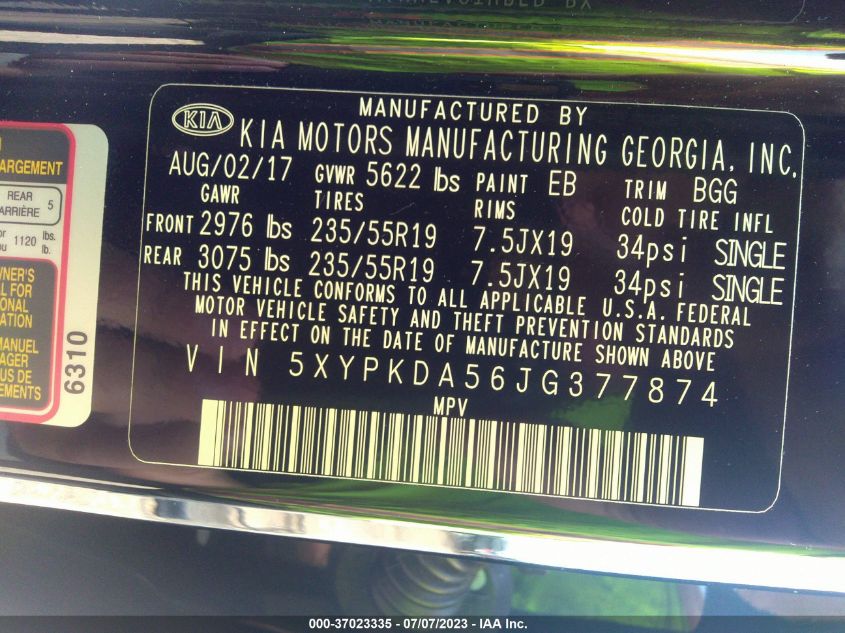 MANUFACTURED BY
KIA KIA MOTORS MANUFACTURING GEORGIA, INC.
AUG/02/17 GVWR 5622 lbs PAINT EB TRIM BGG
GAWR TIRES RIMS COLD TIRE INFL
FRONT 2976 lbs 235/55R19 7.5JX19 34psi SINGLE
REAR 3075 lbs 235/55R19 7.5JX19 34psi SINGLE
THIS VEHICLE CONFORMS TO ALL APPLICABLE U.S.A. FEDERAL
MOTOR VEHICLE SAFETY AND THEFT PREVENTION STANDARDS
IN EFFECT ON THE DATE OF MANUFACTURE SHOWN ABOVE
VIN 5XYPKDA56JG377874
MPV
REAR 5
1120 lbs.
lb.
6310
000-37023335 - 07/07/2023 - IAA Inc.